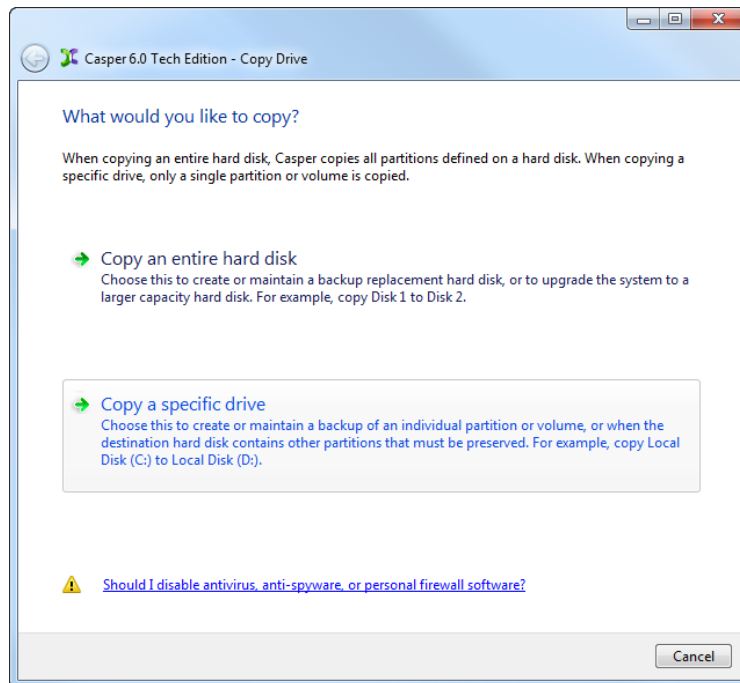 Casper 6.0 Tech Edition - Copy Drive
What would you like to copy?
When copying an entire hard disk, Casper copies all partitions defined on a hard disk. When copying a
specific drive, only a single partition or volume is copied.
Copy an entire hard disk
Choose this to create or maintain a backup replacement hard disk, or to upgrade the system to a
larger capacity hard disk. For example, copy Disk 1 to Disk 2.
Copy a specific drive
Choose this to create or maintain a backup of an individual partition or volume, or when the
destination hard disk contains other partitions that must be preserved. For example, copy Local
Disk (C:) to Local Disk (D:).
Should I disable antivirus, anti-spyware, or personal firewall software?
Cancel